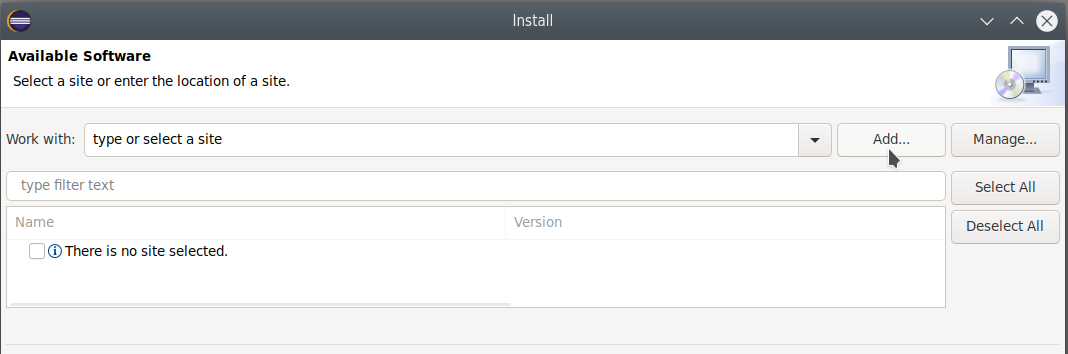 Install
Available Software
Select a site or enter the location of a site.
Work with: type or select a site Add... Manage...
type filter text Select All
Name Version Deselect All
There is no site selected.